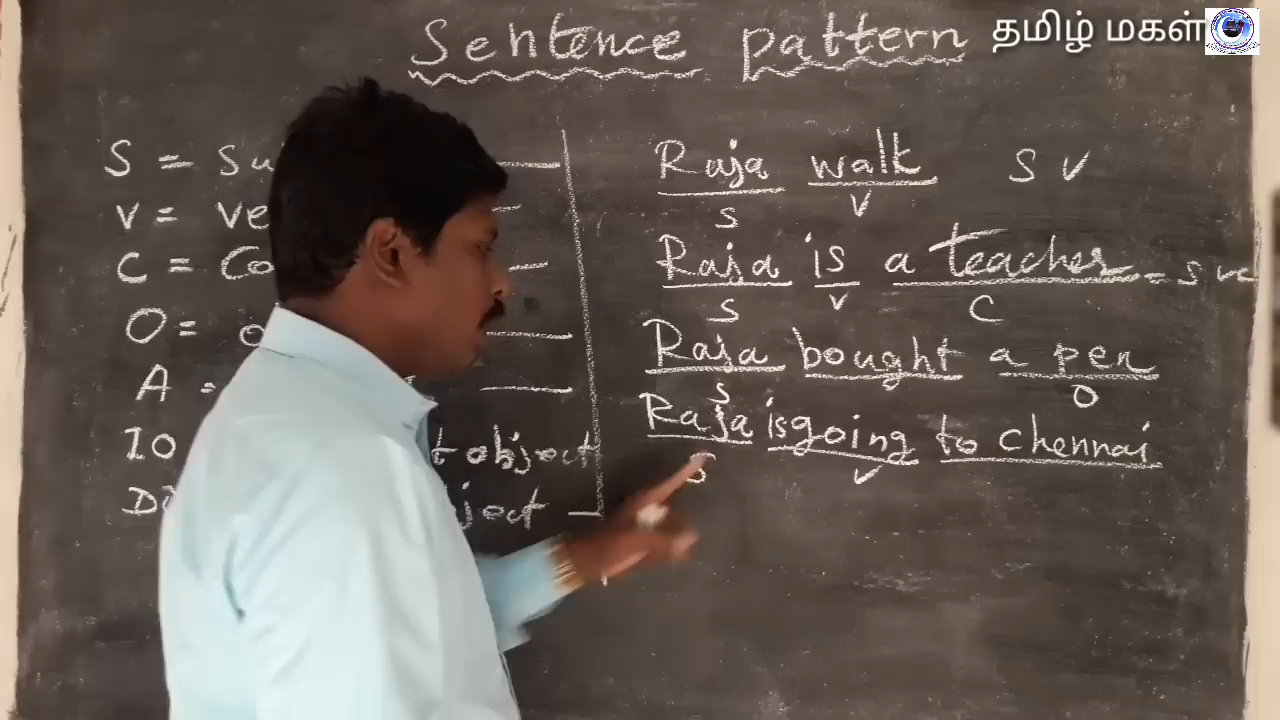 Sentence pattern
தமிழ் மகள்
S = Su
V = Ve
C = Co
O = o
A =
IO t object
DI ject
Raja walk S V
S V
Raja is a teacher = S V C
S V C
Raja bought a pen
S O
Raja is going to chennai
S V